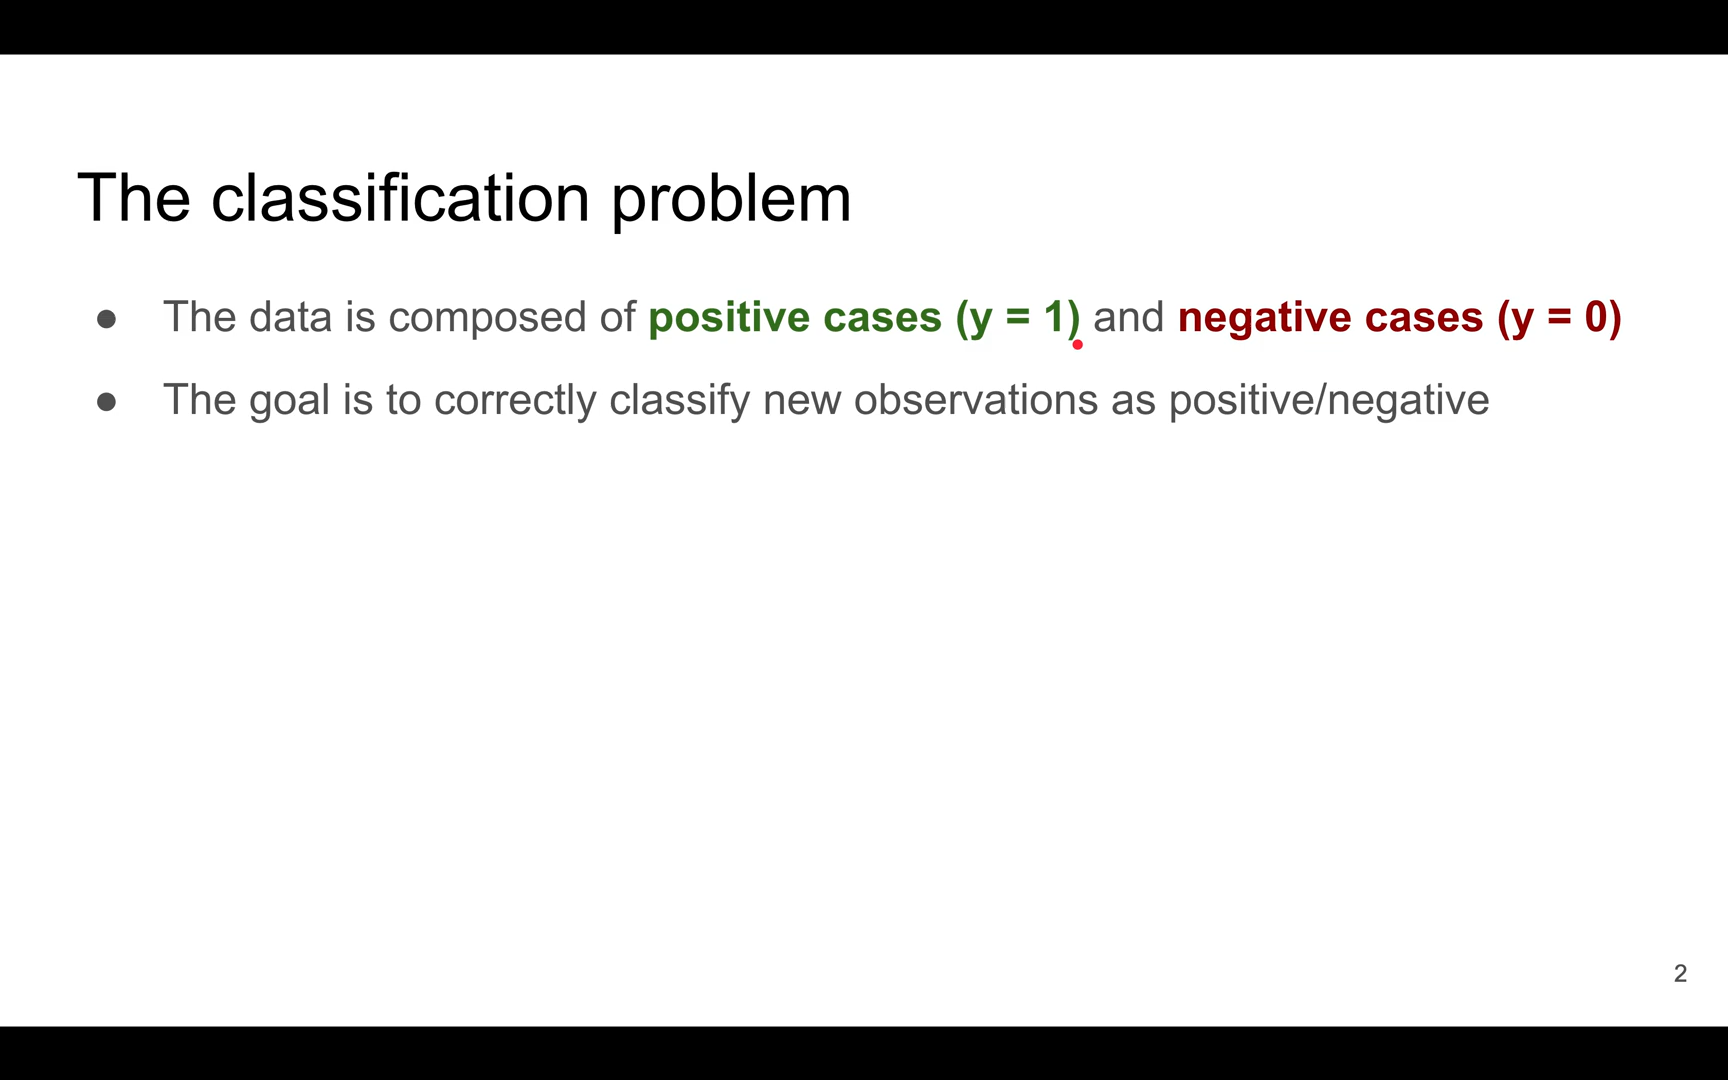 The classification problem
● The data is composed of positive cases (y = 1) and negative cases (y = 0)
● The goal is to correctly classify new observations as positive/negative
2